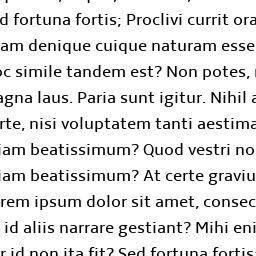 d fortuna fortis; Proclivi currit ora
am denique cuique naturam esse
c simile tandem est? Non potes,
agna laus. Paria sunt igitur. Nihil a
rte, nisi voluptatem tanti aestima
iam beatissimum? Quod vestri no
iam beatissimum? At certe graviu
rem ipsum dolor sit amet, consec
id aliis narrare gestiant? Mihi eni
r id non ita fit? Sed fortuna fortis